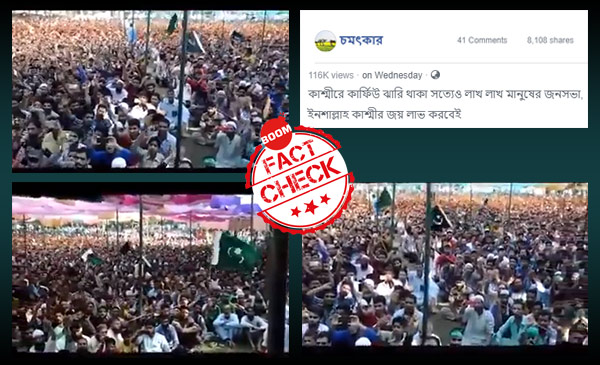 চমৎকার
41 Comments 8,108 shares
116K views · on Wednesday ·
কাশ্মীরে কার্ফিউ ঝারি থাকা সত্যেও লাখ লাখ মানুষের জনসভা,
ইনশাল্লাহ কাশ্মীর জয় লাভ করবেই
BOOM
FACT
CHECK